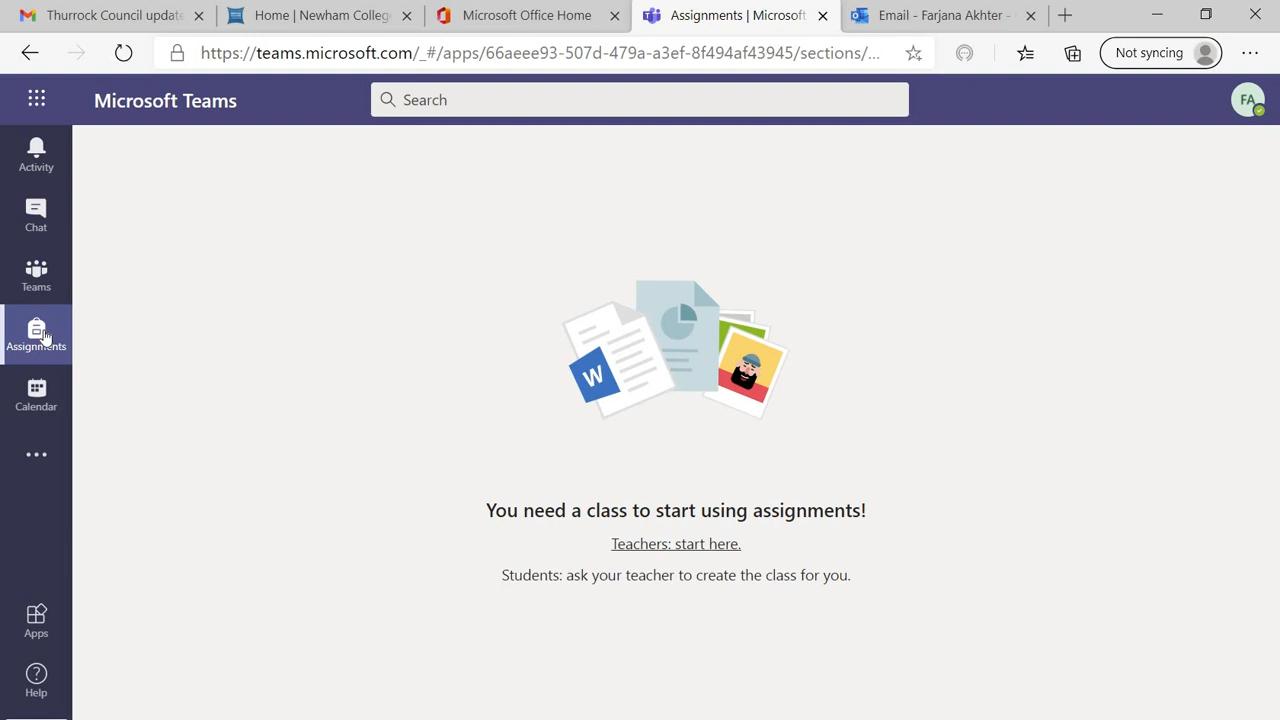 Thurrock Council updat
Home | Newham Colleg
Microsoft Office Home
Assignments | Microsoft
Email - Farjana Akhter -
https://teams.microsoft.com/_#/apps/66aeee93-507d-479a-a3ef-8f494af43945/sections/...
Not syncing
Microsoft Teams
Search
FA
Activity
Chat
Teams
Assignments
Calendar
W
You need a class to start using assignments!
Teachers: start here.
Students: ask your teacher to create the class for you.
Apps
Help